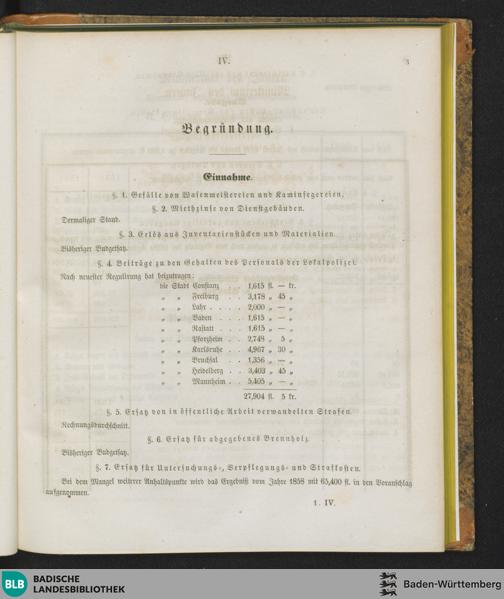 IV.
3
Begründung.
Einnahme.
§. 1. Gefälle von Wasenmeistereien und Kaminfegereien.
§. 2. Miethzinse von Dienstgebäuden.
Dermaliger Stand.
§. 3. Erlös aus Inventarienstücken und Materialien.
Bisheriger Budgetsatz.
§. 4. Beiträge zu den Gehalten des Personals der Lokalpolizei.
Nach neuester Regulirung hat beizutragen:
die Stadt Constanz 1,615 fl. — kr.
„ „ Freiburg . . 3,178 „ 45 „
„ „ Lahr . . . . 2,000 „ — „
„ „ Baden . . . 1,615 „ — „
„ „ Rastatt . . . 1,615 „ — „
„ „ Pforzheim . . 2,748 „ 5 „
„ „ Karlsruhe . . 4,967 „ 30 „
„ „ Bruchsal . . 1,356 „ — „
„ „ Heidelberg . . 3,403 „ 45 „
„ „ Mannheim . . 5,405 „ — „
27,904 fl. 5 kr.
§. 5. Ersatz von in öffentliche Arbeit verwandelten Strafen.
Rechnungsdurchschnitt.
§. 6. Ersatz für abgegebenes Brennholz.
Bisheriger Budgetsatz.
§. 7. Ersatz für Untersuchungs-, Verpflegungs- und Strafkosten.
Bei dem Mangel weiterer Anhaltspunkte wird das Ergebniß vom Jahre 1858 mit 65,400 fl. in den Voranschlag
aufgenommen.
1. IV.
BLB BADISCHE
LANDESBIBLIOTHEK
Baden-Württemberg